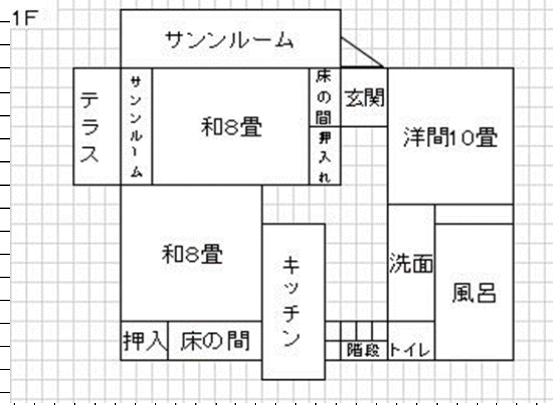 1F
サンンルーム
テラス
サンンルーム
和8畳
床の間
押入れ
玄関
洋間10畳
和8畳
キッチン
洗面
風呂
押入
床の間
階段
トイレ